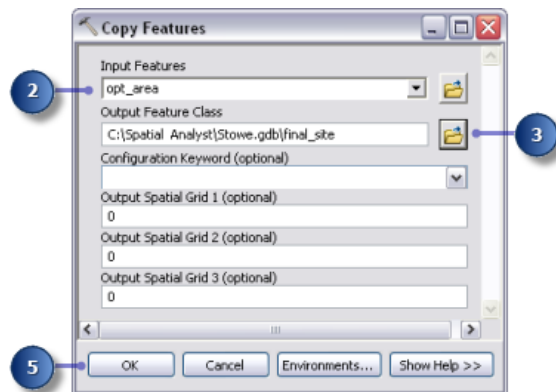 Copy Features
Input Features
2
opt_area
Output Feature Class
C:\Spatial Analyst\Stowe.gdb\final_site
3
Configuration Keyword (optional)
Output Spatial Grid 1 (optional)
0
Output Spatial Grid 2 (optional)
0
Output Spatial Grid 3 (optional)
0
5
OK Cancel Environments... Show Help >>